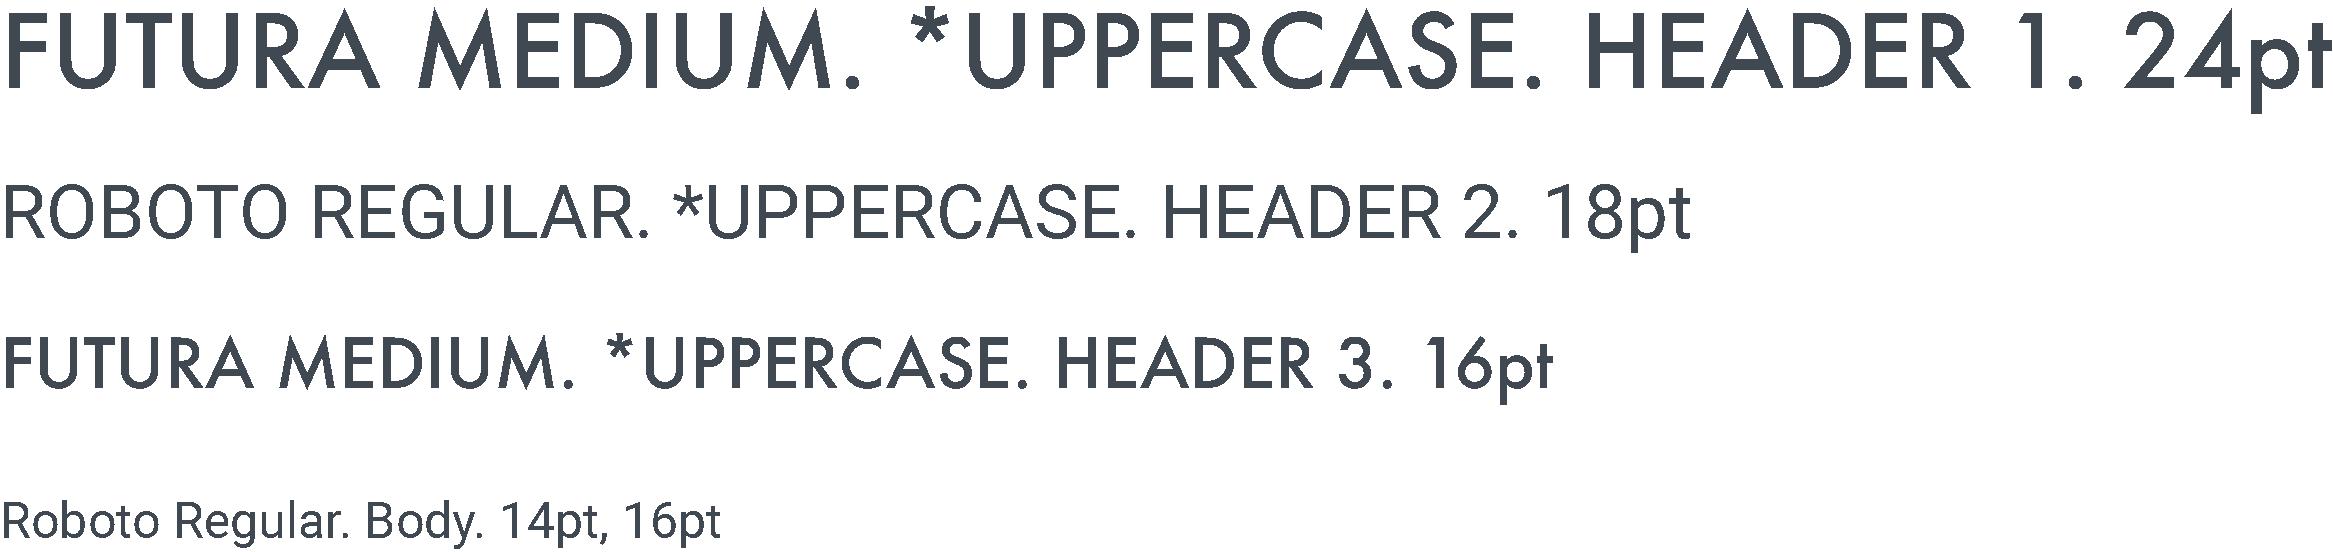 FUTURA MEDIUM. *UPPERCASE. HEADER 1. 24pt
ROBOTO REGULAR. *UPPERCASE. HEADER 2. 18pt
FUTURA MEDIUM. *UPPERCASE. HEADER 3. 16pt
Roboto Regular. Body. 14pt, 16pt